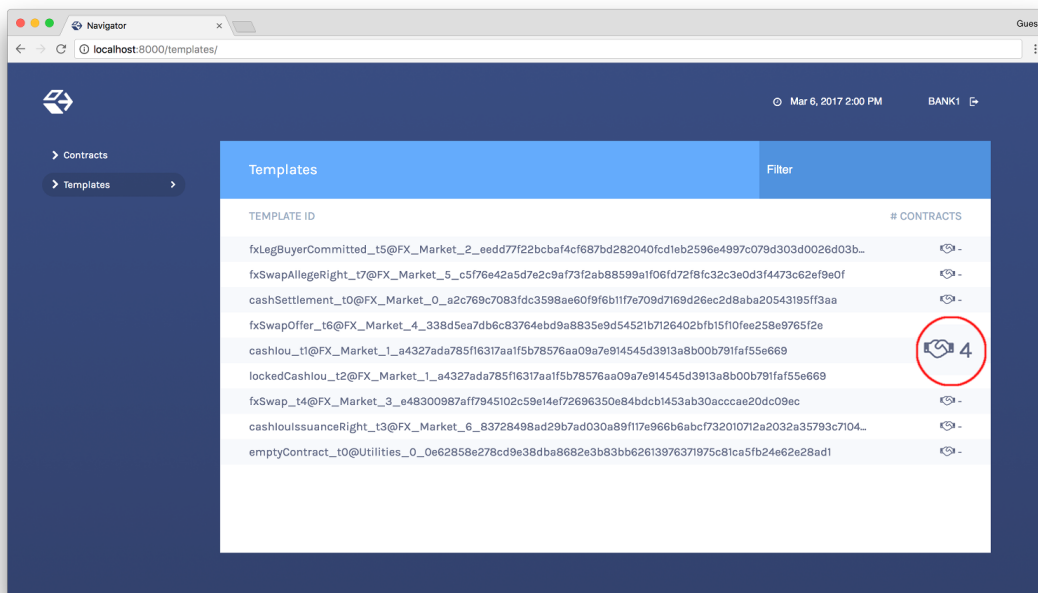 Navigator
Gues
localhost:8000/templates/
Mar 6, 2017 2:00 PM BANK1
Contracts
Templates
Templates Filter
TEMPLATE ID # CONTRACTS
fxLegBuyerCommitted_t5@FX_Market_2_eedd77f22bcbaf4cf687bd282040fcd1eb2596e4997c079d303d0026d03b... -
fxSwapAllegeRight_t7@FX_Market_5_c5f76e42a5d7e2c9af73f2ab88599a1f06fd72f8fc32c3e0d3f4473c62ef9e0f -
cashSettlement_t0@FX_Market_0_a2c769c7083fdc3598ae60f9f6b11f7e709d7169d26ec2d8aba20543195ff3aa -
fxSwapOffer_t6@FX_Market_4_338d5ea7db6c83764ebd9a8835e9d54521b7126402bfb15f10fee258e9765f2e
cashIou_t1@FX_Market_1_a4327ada785f16317aa1f5b78576aa09a7e914545d3913a8b00b791faf55e669 4
lockedCashIou_t2@FX_Market_1_a4327ada785f16317aa1f5b78576aa09a7e914545d3913a8b00b791faf55e669
fxSwap_t4@FX_Market_3_e48300987aff7945102c59e14ef72696350e84bdcb1453ab30acccae20dc09ec -
cashIouIssuanceRight_t3@FX_Market_6_83728498ad29b7ad030a89f117e966b6abcf732010712a2032a35793c7104... -
emptyContract_t0@Utilities_0_0e62858e278cd9e38dba8682e3b83bb62613976371975c81ca5fb24e62e28ad1 -